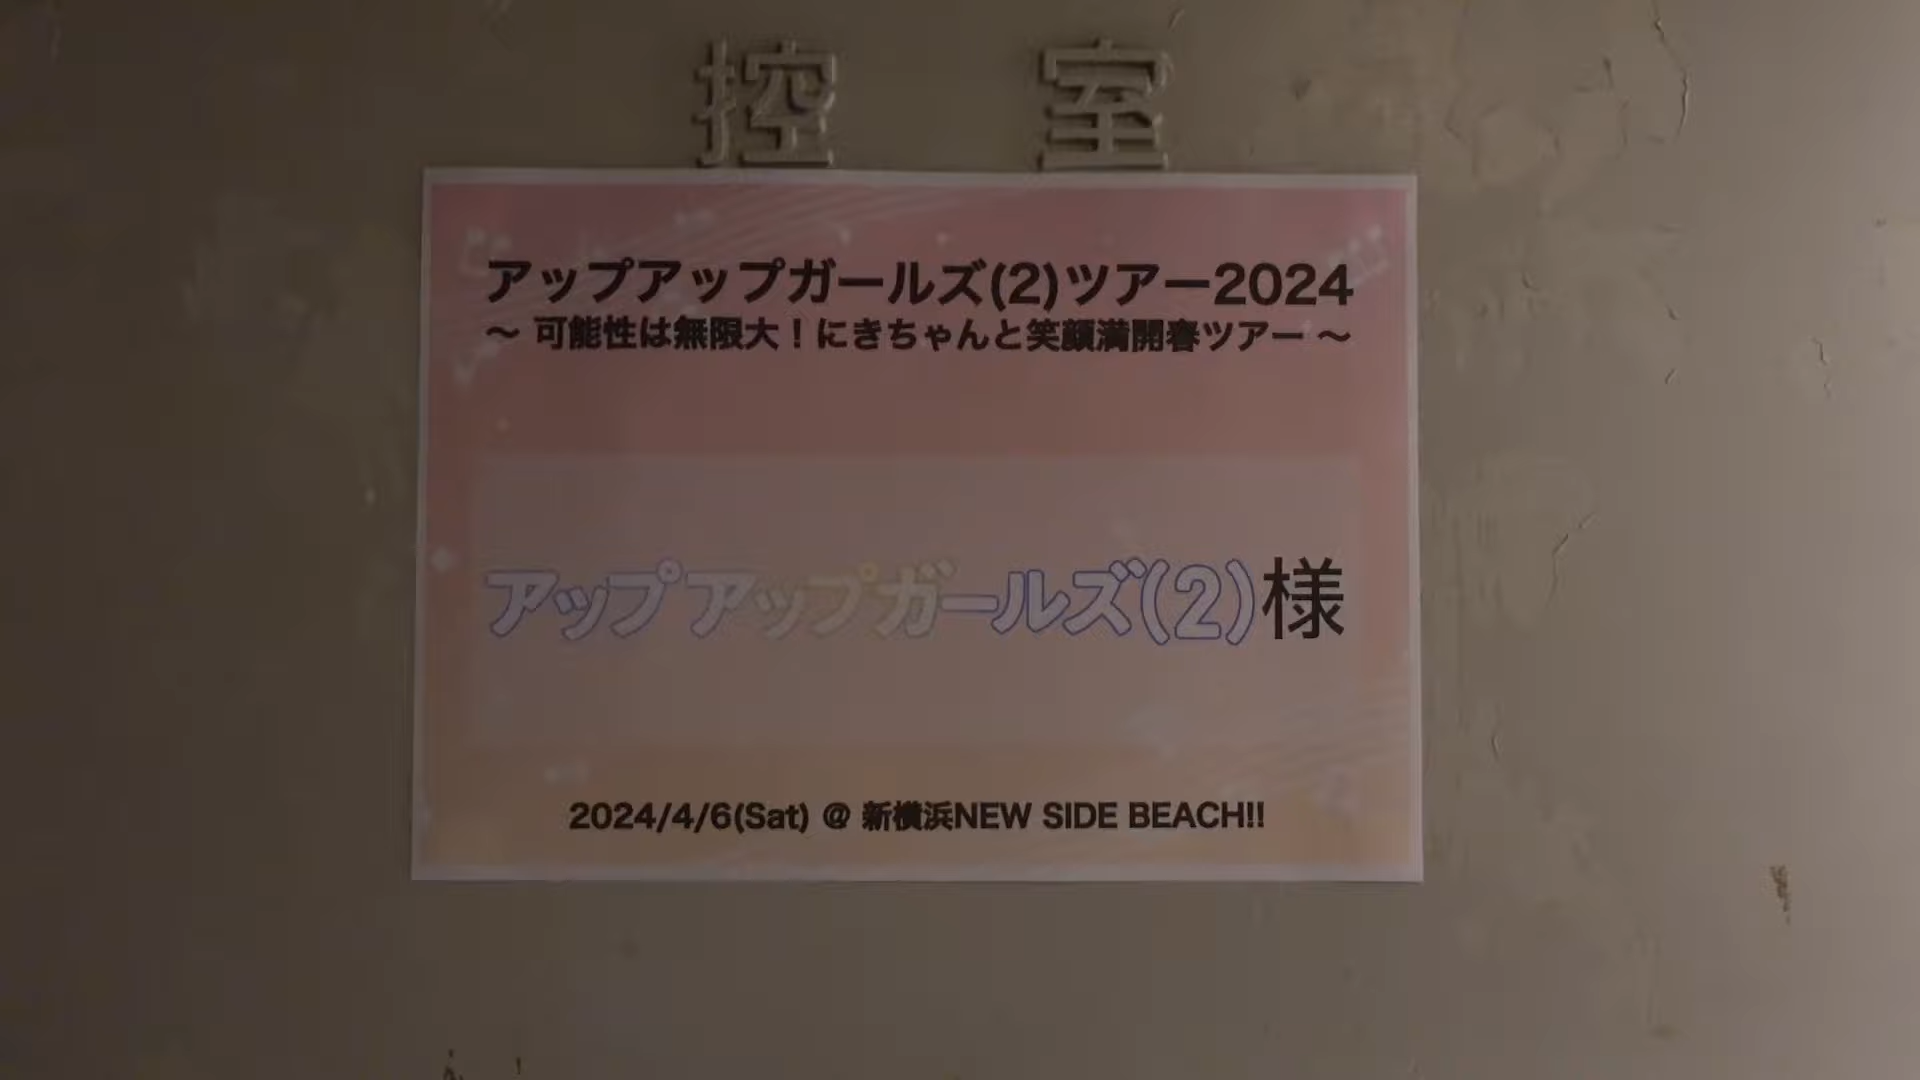 控室
アップアップガールズ(2)ツアー2024
～ 可能性は無限大！にきちゃんと笑顔満開春ツアー ～
アップアップガールズ(2)様
2024/4/6(Sat) @ 新横浜NEW SIDE BEACH!!